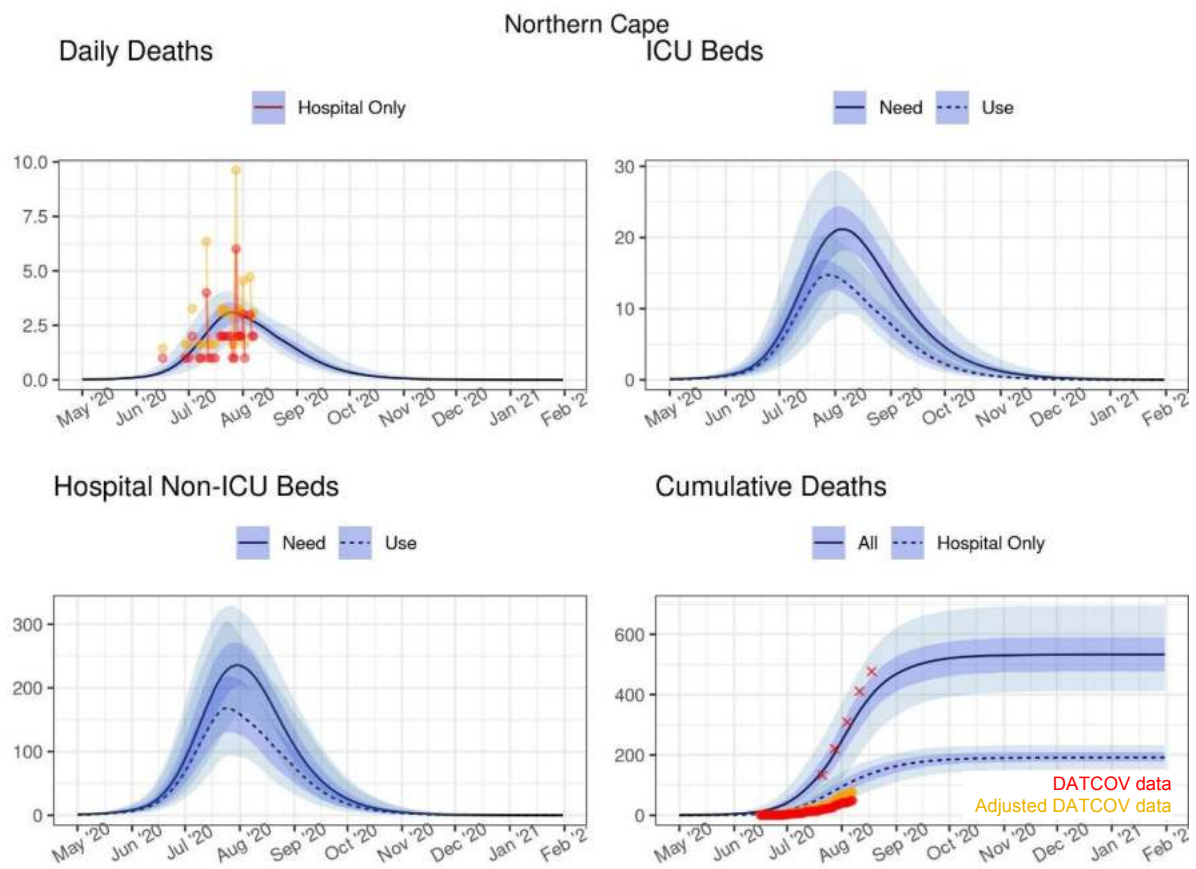 Northern Cape
Daily Deaths
Hospital Only
10.0
7.5
5.0
2.5
0.0
May '20 Jun '20 Jul '20 Aug '20 Sep '20 Oct '20 Nov '20 Dec '20 Jan '21 Feb '2
ICU Beds
Need Use
30
20
10
0
May '20 Jun '20 Jul '20 Aug '20 Sep '20 Oct '20 Nov '20 Dec '20 Jan '21 Feb '2
Hospital Non-ICU Beds
Need Use
300
200
100
0
May '20 Jun '20 Jul '20 Aug '20 Sep '20 Oct '20 Nov '20 Dec '20 Jan '21 Feb '2
Cumulative Deaths
All Hospital Only
600
400
200
0
DATCOV data
Adjusted DATCOV data
May '20 Jun '20 Jul '20 Aug '20 Sep '20 Oct '20 Nov '20 Dec '20 Jan '21 Feb '2